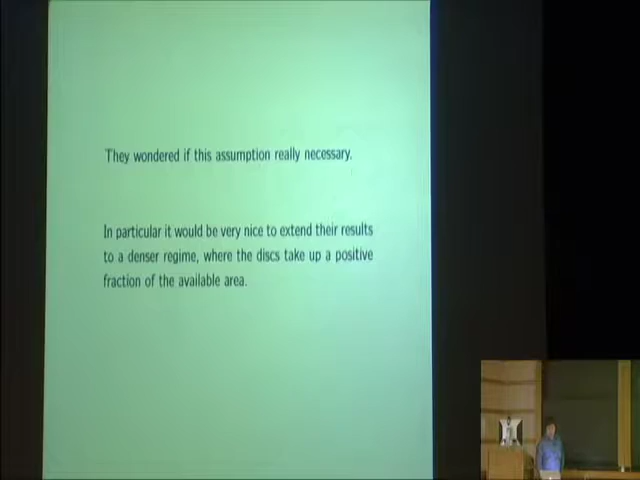 They wondered if this assumption really necessary.
In particular it would be very nice to extend their results
to a denser regime, where the discs take up a positive
fraction of the available area.